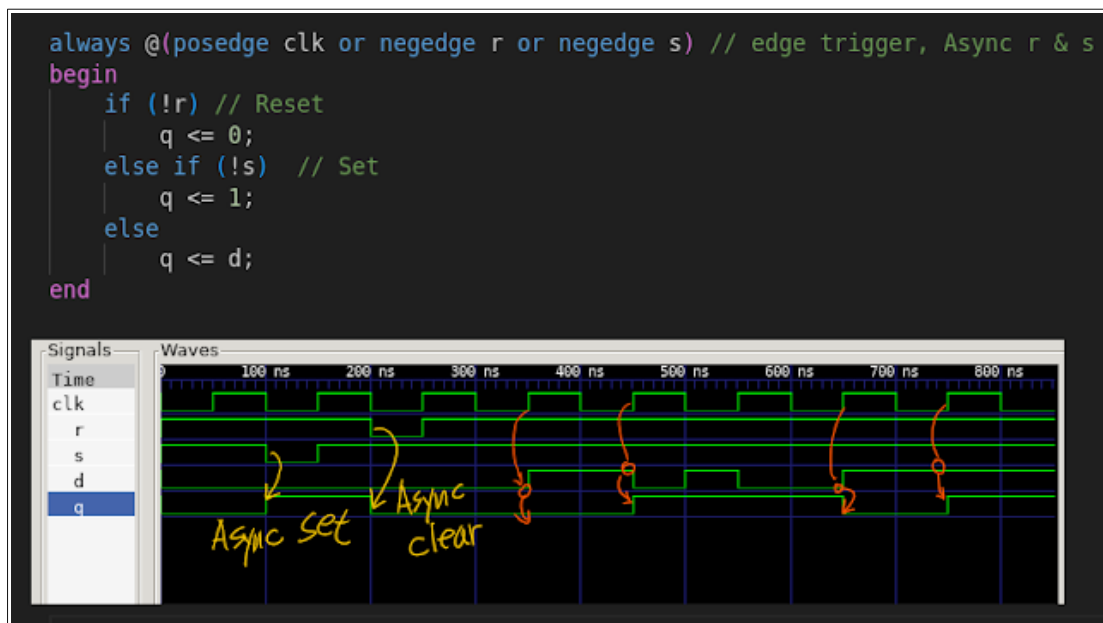 always @(posedge clk or negedge r or negedge s) // edge trigger, Async r & s
begin
if (!r) // Reset
q <= 0;
else if (!s)  // Set
q <= 1;
else
q <= d;
end
Signals
Waves
Time
100 ns 200 ns 300 ns 400 ns 500 ns 600 ns 700 ns 800 ns
clk
r
s
d
q
Async set
Async
clear